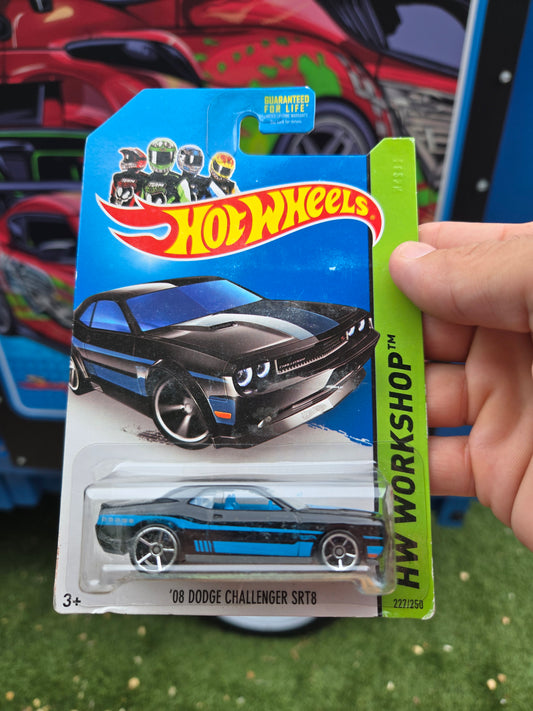 GUARANTEED
FOR LIFE*
HOT WHEELS
HW WORKSHOP™
3+
'08 DODGE CHALLENGER SRT8
227/250